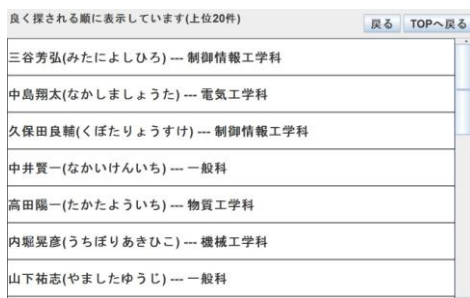 良く探される順に表示しています(上位20件)
戻る TOPへ戻る
三谷芳弘(みたによしひろ) --- 制御情報工学科
中島翔太(なかしましょうた) --- 電気工学科
久保田良輔(くぼたりょうすけ) --- 制御情報工学科
中井賢一(なかいけんいち) --- 一般科
高田陽一(たかたよういち) --- 物質工学科
内堀晃彦(うちぼりあきひこ) --- 機械工学科
山下祐志(やましたゆうじ) --- 一般科